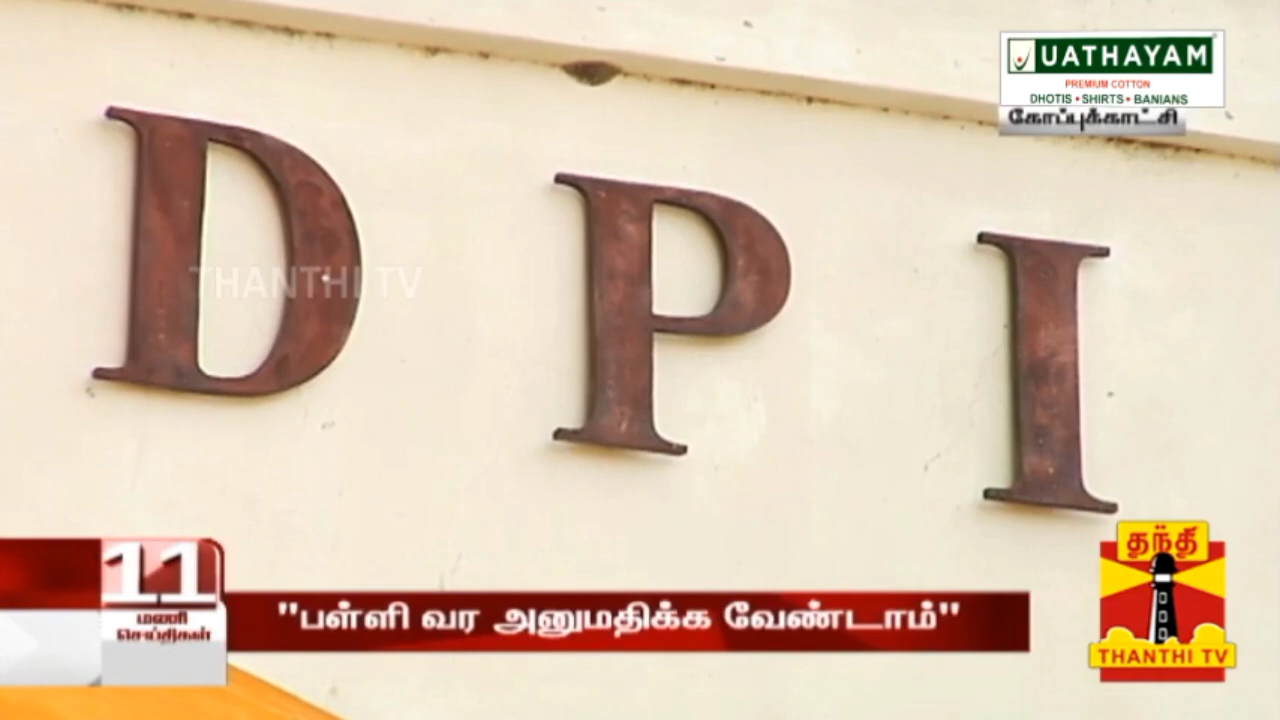 UATHAYAM
PREMIUM COTTON
DHOTIS • SHIRTS • BANIANS
கோப்புக்காட்சி
D P I
THANTHI TV
11
மணி
செய்திகள்
"பள்ளி வர அனுமதிக்க வேண்டாம்"
தந்தி
THANTHI TV